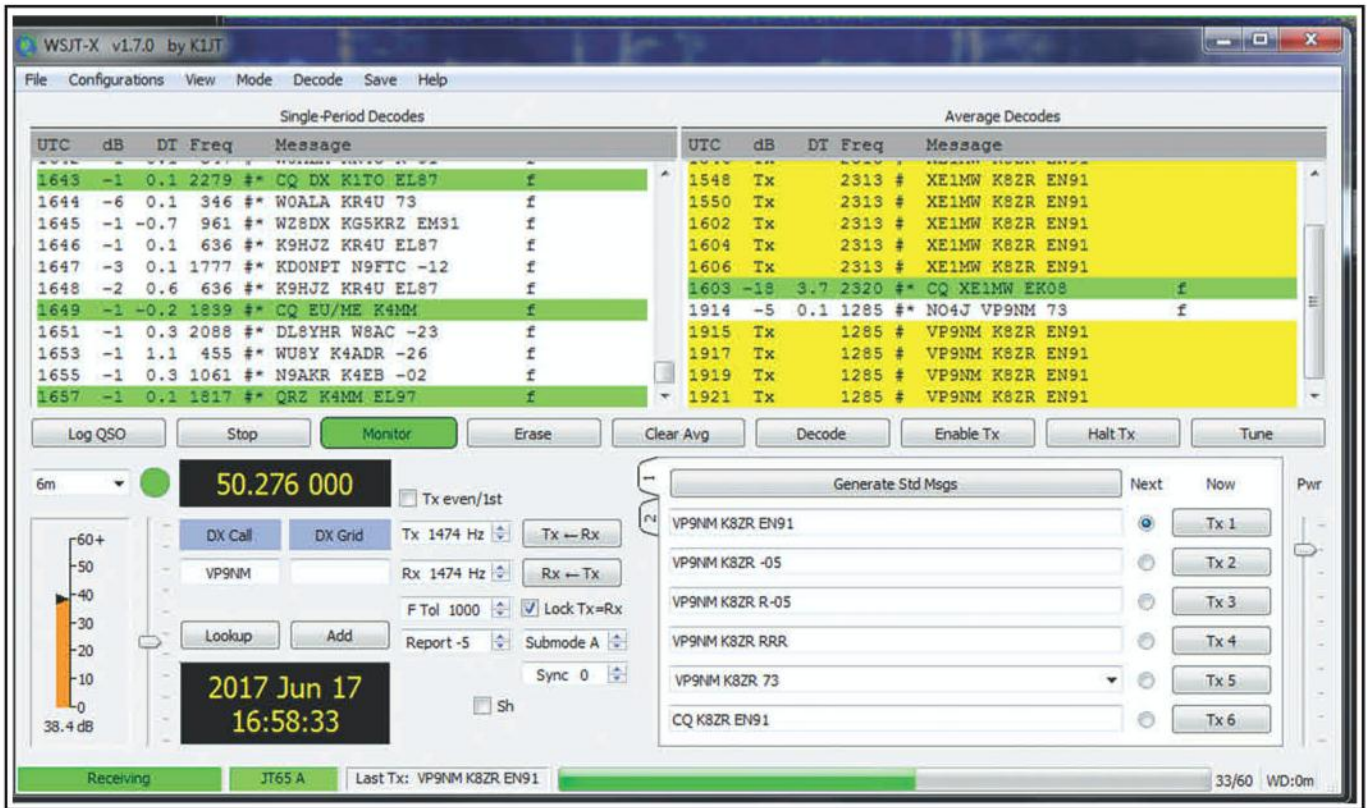 WSJT-X v1.7.0 by K1JT
File Configurations View Mode Decode Save Help
Single-Period Decodes
UTC dB DT Freq Message
1643 -1 0.1 2279 #* CQ DX K1TO EL87 f
1644 -6 0.1 346 #* W0ALA KR4U 73 f
1645 -1 -0.7 961 #* WZ8DX KG5KRZ EM31 f
1646 -1 0.1 636 #* K9HJZ KR4U EL87 f
1647 -3 0.1 1777 #* KD0NPT N9FTC -12 f
1648 -2 0.6 636 #* K9HJZ KR4U EL87 f
1649 -1 -0.2 1839 #* CQ EU/ME K4MM f
1651 -1 0.3 2088 #* DL8YHR W8AC -23 f
1653 -1 1.1 455 #* WU8Y K4ADR -26 f
1655 -1 0.3 1061 #* N9AKR K4EB -02 f
1657 -1 0.1 1817 #* QRZ K4MM EL97 f
Average Decodes
UTC dB DT Freq Message
1548 Tx 2313 # XE1MW K8ZR EN91
1550 Tx 2313 # XE1MW K8ZR EN91
1602 Tx 2313 # XE1MW K8ZR EN91
1604 Tx 2313 # XE1MW K8ZR EN91
1606 Tx 2313 # XE1MW K8ZR EN91
1603 -18 3.7 2320 #* CQ XE1MW EK08 f
1914 -5 0.1 1285 #* NO4J VP9NM 73 f
1915 Tx 1285 # VP9NM K8ZR EN91
1917 Tx 1285 # VP9NM K8ZR EN91
1919 Tx 1285 # VP9NM K8ZR EN91
1921 Tx 1285 # VP9NM K8ZR EN91
Log QSO Stop Monitor Erase Clear Avg Decode Enable Tx Halt Tx Tune
6m
50.276 000
Tx even/1st
DX Call DX Grid
Tx 1474 Hz Tx ← Rx
VP9NM
Rx 1474 Hz Rx ← Tx
F Tol 1000 Lock Tx=Rx
Lookup Add
Report -5 Submode A
Sync 0
2017 Jun 17
16:58:33
Sh
60+
50
40
30
20
10
0
38.4 dB
1
2
Generate Std Msgs Next Now Pwr
VP9NM K8ZR EN91 Tx 1
VP9NM K8ZR -05 Tx 2
VP9NM K8ZR R-05 Tx 3
VP9NM K8ZR RRR Tx 4
VP9NM K8ZR 73 Tx 5
CQ K8ZR EN91 Tx 6
Receiving JT65 A Last Tx: VP9NM K8ZR EN91 33/60 WD:0m